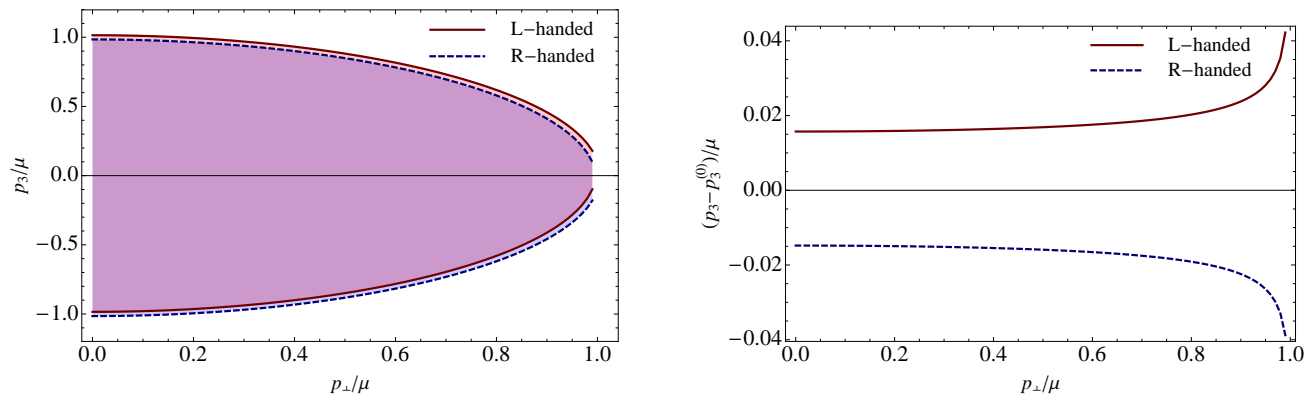 L−handed
R−handed
1.0
0.5
0.0
−0.5
−1.0
p₃/μ
0.0 0.2 0.4 0.6 0.8 1.0
p⊥/μ
L−handed
R−handed
0.04
0.02
0.00
−0.02
−0.04
(p₃−p₃⁽⁰⁾)/μ
0.0 0.2 0.4 0.6 0.8 1.0
p⊥/μ